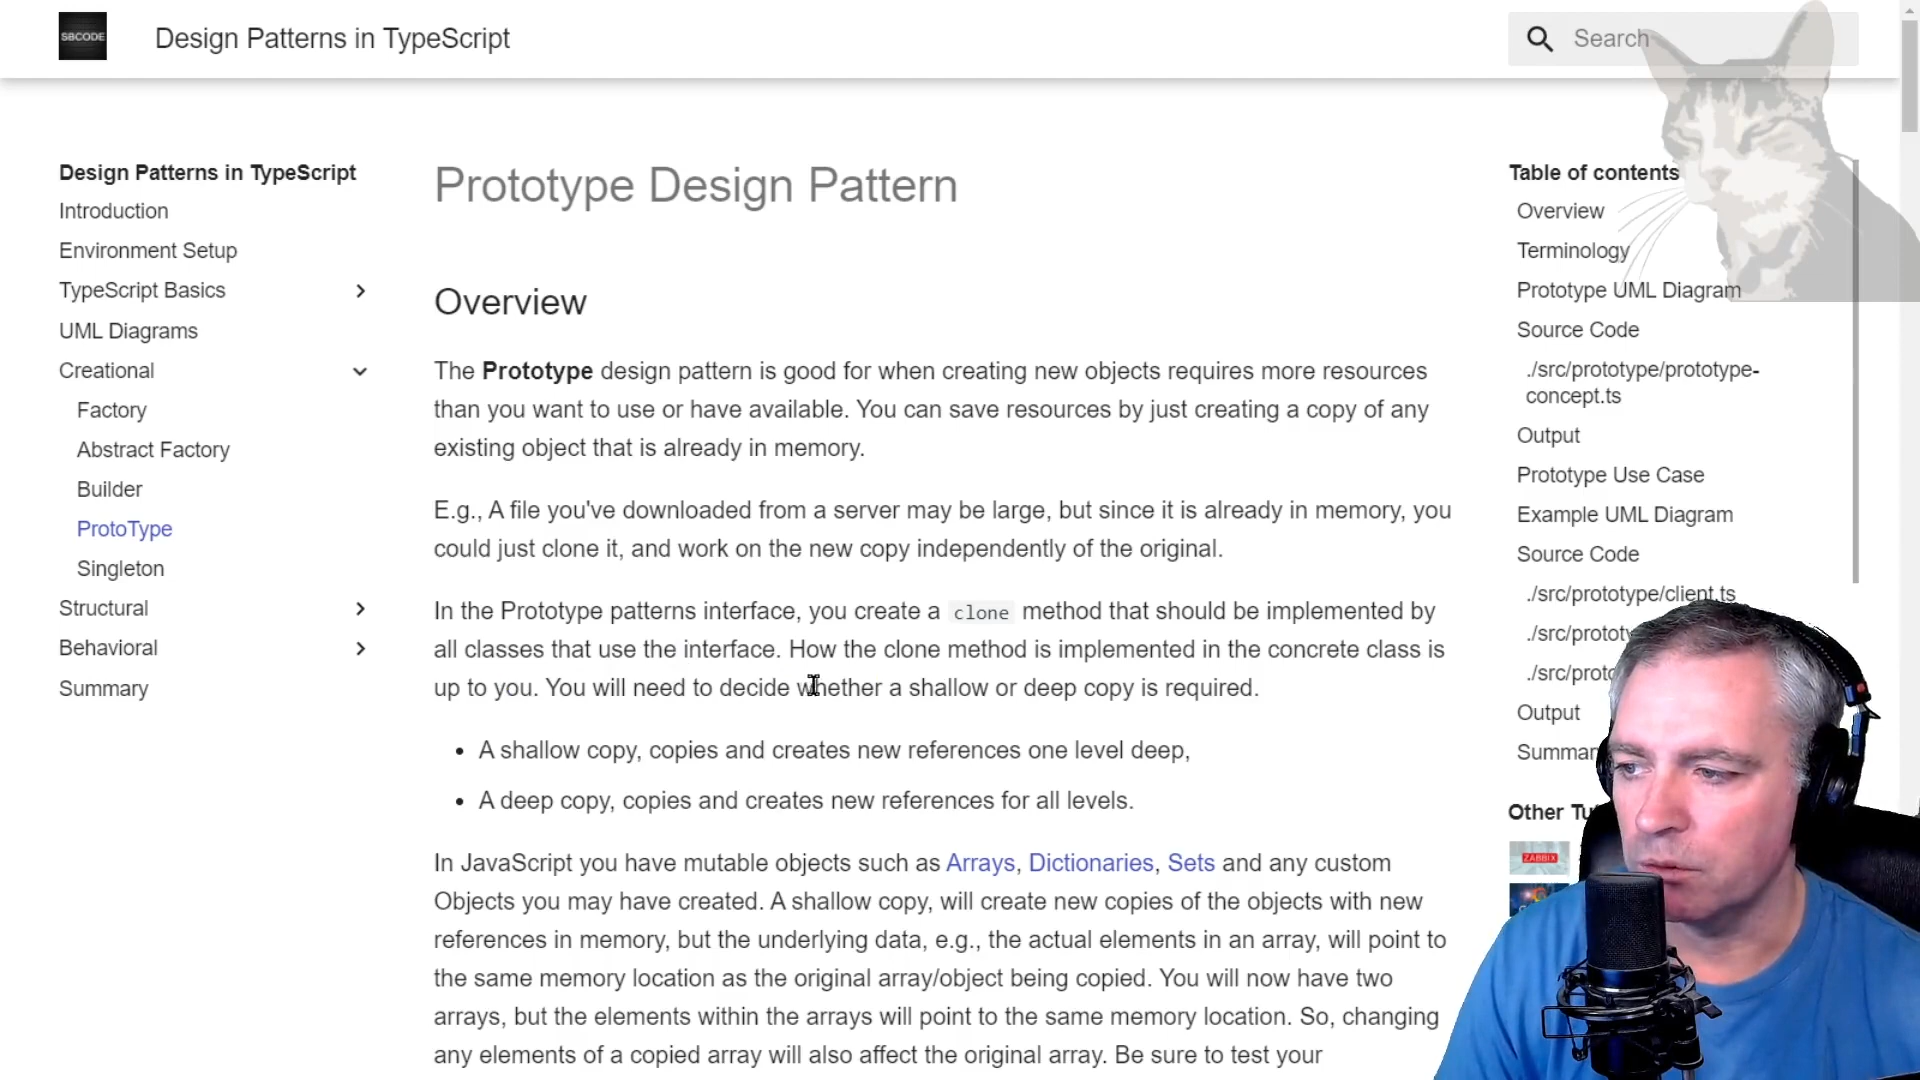 SBCODE
Design Patterns in TypeScript
Search
Design Patterns in TypeScript
Introduction
Environment Setup
TypeScript Basics
UML Diagrams
Creational
Factory
Abstract Factory
Builder
ProtoType
Singleton
Structural
Behavioral
Summary
Prototype Design Pattern
Overview
The Prototype design pattern is good for when creating new objects requires more resources
than you want to use or have available. You can save resources by just creating a copy of any
existing object that is already in memory.
E.g., A file you've downloaded from a server may be large, but since it is already in memory, you
could just clone it, and work on the new copy independently of the original.
In the Prototype patterns interface, you create a clone method that should be implemented by
all classes that use the interface. How the clone method is implemented in the concrete class is
up to you. You will need to decide whether a shallow or deep copy is required.
• A shallow copy, copies and creates new references one level deep,
• A deep copy, copies and creates new references for all levels.
In JavaScript you have mutable objects such as Arrays, Dictionaries, Sets and any custom
Objects you may have created. A shallow copy, will create new copies of the objects with new
references in memory, but the underlying data, e.g., the actual elements in an array, will point to
the same memory location as the original array/object being copied. You will now have two
arrays, but the elements within the arrays will point to the same memory location. So, changing
any elements of a copied array will also affect the original array. Be sure to test your
Table of contents
Overview
Terminology
Prototype UML Diagram
Source Code
./src/prototype/prototype-
concept.ts
Output
Prototype Use Case
Example UML Diagram
Source Code
./src/prototype/client.ts
./src/protot
./src/proto
Output
Summar
Other Tu
ZABBIX